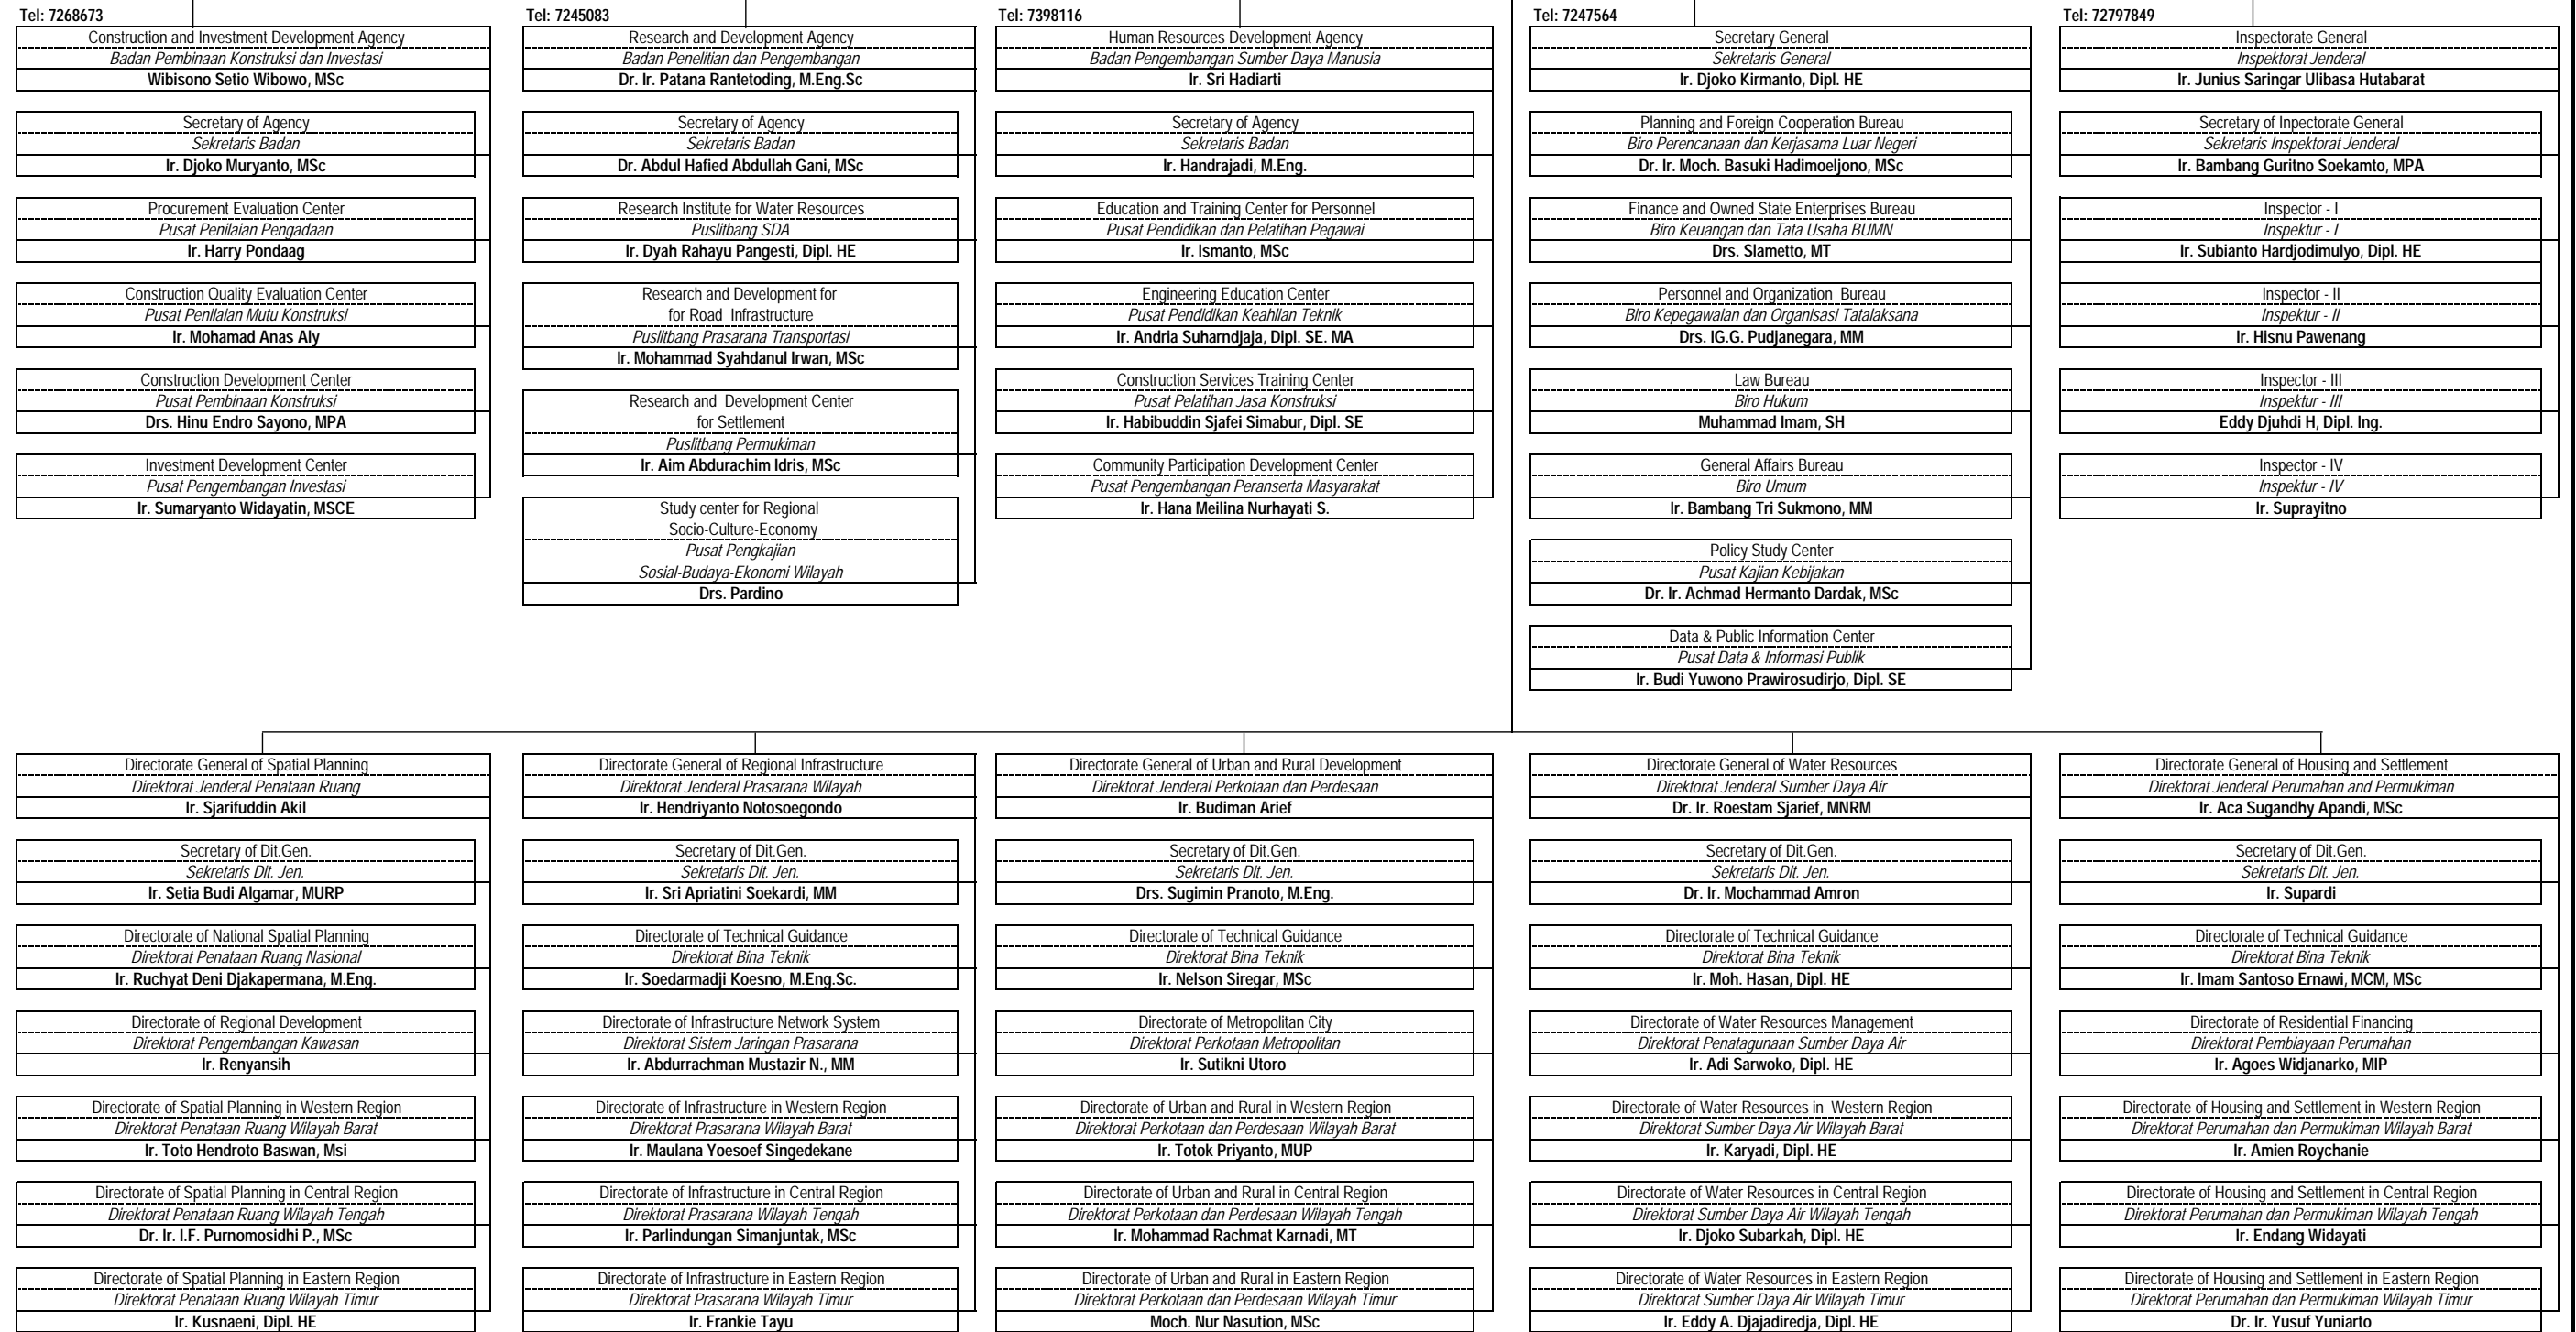 Tel: 7268673
Construction and Investment Development Agency
Badan Pembinaan Konstruksi dan Investasi
Wibisono Setio Wibowo, MSc
Secretary of Agency
Sekretaris Badan
Ir. Djoko Muryanto, MSc
Procurement Evaluation Center
Pusat Penilaian Pengadaan
Ir. Harry Pondaag
Construction Quality Evaluation Center
Pusat Penilaian Mutu Konstruksi
Ir. Mohamad Anas Aly
Construction Development Center
Pusat Pembinaan Konstruksi
Drs. Hinu Endro Sayono, MPA
Investment Development Center
Pusat Pengembangan Investasi
Ir. Sumaryanto Widayatin, MSCE
Tel: 7245083
Research and Development Agency
Badan Penelitian dan Pengembangan
Dr. Ir. Patana Rantetoding, M.Eng.Sc
Secretary of Agency
Sekretaris Badan
Dr. Abdul Hafied Abdullah Gani, MSc
Research Institute for Water Resources
Puslitbang SDA
Ir. Dyah Rahayu Pangesti, Dipl. HE
Research and Development for
for Road Infrastructure
Puslitbang Prasarana Transportasi
Ir. Mohammad Syahdanul Irwan, MSc
Research and Development Center
for Settlement
Puslitbang Permukiman
Ir. Aim Abdurachim Idris, MSc
Study center for Regional
Socio-Culture-Economy
Pusat Pengkajian
Sosial-Budaya-Ekonomi Wilayah
Drs. Pardino
Tel: 7398116
Human Resources Development Agency
Badan Pengembangan Sumber Daya Manusia
Ir. Sri Hadiarti
Secretary of Agency
Sekretaris Badan
Ir. Handrajadi, M.Eng.
Education and Training Center for Personnel
Pusat Pendidikan dan Pelatihan Pegawai
Ir. Ismanto, MSc
Engineering Education Center
Pusat Pendidikan Keahlian Teknik
Ir. Andria Suharndjaja, Dipl. SE. MA
Construction Services Training Center
Pusat Pelatihan Jasa Konstruksi
Ir. Habibuddin Sjafei Simabur, Dipl. SE
Community Participation Development Center
Pusat Pengembangan Peranserta Masyarakat
Ir. Hana Meilina Nurhayati S.
Tel: 7247564
Secretary General
Sekretaris General
Ir. Djoko Kirmanto, Dipl. HE
Planning and Foreign Cooperation Bureau
Biro Perencanaan dan Kerjasama Luar Negeri
Dr. Ir. Moch. Basuki Hadimoeljono, MSc
Finance and Owned State Enterprises Bureau
Biro Keuangan dan Tata Usaha BUMN
Drs. Slametto, MT
Personnel and Organization Bureau
Biro Kepegawaian dan Organisasi Tatalaksana
Drs. IG.G. Pudjanegara, MM
Law Bureau
Biro Hukum
Muhammad Imam, SH
General Affairs Bureau
Biro Umum
Ir. Bambang Tri Sukmono, MM
Policy Study Center
Pusat Kajian Kebijakan
Dr. Ir. Achmad Hermanto Dardak, MSc
Data & Public Information Center
Pusat Data & Informasi Publik
Ir. Budi Yuwono Prawirosudirjo, Dipl. SE
Tel: 72797849
Inspectorate General
Inspektorat Jenderal
Ir. Junius Saringar Ulibasa Hutabarat
Secretary of Inpectorate General
Sekretaris Inspektorat Jenderal
Ir. Bambang Guritno Soekamto, MPA
Inspector - I
Inspektur - I
Ir. Subianto Hardjodimulyo, Dipl. HE
Inspector - II
Inspektur - II
Ir. Hisnu Pawenang
Inspector - III
Inspektur - III
Eddy Djuhdi H, Dipl. Ing.
Inspector - IV
Inspektur - IV
Ir. Suprayitno
Directorate General of Spatial Planning
Direktorat Jenderal Penataan Ruang
Ir. Sjarifuddin Akil
Secretary of Dit.Gen.
Sekretaris Dit. Jen.
Ir. Setia Budi Algamar, MURP
Directorate of National Spatial Planning
Direktorat Penataan Ruang Nasional
Ir. Ruchyat Deni Djakapermana, M.Eng.
Directorate of Regional Development
Direktorat Pengembangan Kawasan
Ir. Renyansih
Directorate of Spatial Planning in Western Region
Direktorat Penataan Ruang Wilayah Barat
Ir. Toto Hendroto Baswan, Msi
Directorate of Spatial Planning in Central Region
Direktorat Penataan Ruang Wilayah Tengah
Dr. Ir. I.F. Purnomosidhi P., MSc
Directorate of Spatial Planning in Eastern Region
Direktorat Penataan Ruang Wilayah Timur
Ir. Kusnaeni, Dipl. HE
Directorate General of Regional Infrastructure
Direktorat Jenderal Prasarana Wilayah
Ir. Hendriyanto Notosoegondo
Secretary of Dit.Gen.
Sekretaris Dit. Jen.
Ir. Sri Apriatini Soekardi, MM
Directorate of Technical Guidance
Direktorat Bina Teknik
Ir. Soedarmadji Koesno, M.Eng.Sc.
Directorate of Infrastructure Network System
Direktorat Sistem Jaringan Prasarana
Ir. Abdurrachman Mustazir N., MM
Directorate of Infrastructure in Western Region
Direktorat Prasarana Wilayah Barat
Ir. Maulana Yoesoef Singedekane
Directorate of Infrastructure in Central Region
Direktorat Prasarana Wilayah Tengah
Ir. Parlindungan Simanjuntak, MSc
Directorate of Infrastructure in Eastern Region
Direktorat Prasarana Wilayah Timur
Ir. Frankie Tayu
Directorate General of Urban and Rural Development
Direktorat Jenderal Perkotaan dan Perdesaan
Ir. Budiman Arief
Secretary of Dit.Gen.
Sekretaris Dit. Jen.
Drs. Sugimin Pranoto, M.Eng.
Directorate of Technical Guidance
Direktorat Bina Teknik
Ir. Nelson Siregar, MSc
Directorate of Metropolitan City
Direktorat Perkotaan Metropolitan
Ir. Sutikni Utoro
Directorate of Urban and Rural in Western Region
Direktorat Perkotaan dan Perdesaan Wilayah Barat
Ir. Totok Priyanto, MUP
Directorate of Urban and Rural in Central Region
Direktorat Perkotaan dan Perdesaan Wilayah Tengah
Ir. Mohammad Rachmat Karnadi, MT
Directorate of Urban and Rural in Eastern Region
Direktorat Perkotaan dan Perdesaan Wilayah Timur
Moch. Nur Nasution, MSc
Directorate General of Water Resources
Direktorat Jenderal Sumber Daya Air
Dr. Ir. Roestam Sjarief, MNRM
Secretary of Dit.Gen.
Sekretaris Dit. Jen.
Dr. Ir. Mochammad Amron
Directorate of Technical Guidance
Direktorat Bina Teknik
Ir. Moh. Hasan, Dipl. HE
Directorate of Water Resources Management
Direktorat Penatagunaan Sumber Daya Air
Ir. Adi Sarwoko, Dipl. HE
Directorate of Water Resources in Western Region
Direktorat Sumber Daya Air Wilayah Barat
Ir. Karyadi, Dipl. HE
Directorate of Water Resources in Central Region
Direktorat Sumber Daya Air Wilayah Tengah
Ir. Djoko Subarkah, Dipl. HE
Directorate of Water Resources in Eastern Region
Direktorat Sumber Daya Air Wilayah Timur
Ir. Eddy A. Djajadiredja, Dipl. HE
Directorate General of Housing and Settlement
Direktorat Jenderal Perumahan and Permukiman
Ir. Aca Sugandhy Apandi, MSc
Secretary of Dit.Gen.
Sekretaris Dit. Jen.
Ir. Supardi
Directorate of Technical Guidance
Direktorat Bina Teknik
Ir. Imam Santoso Ernawi, MCM, MSc
Directorate of Residential Financing
Direktorat Pembiayaan Perumahan
Ir. Agoes Widjanarko, MIP
Directorate of Housing and Settlement in Western Region
Direktorat Perumahan dan Permukiman Wilayah Barat
Ir. Amien Roychanie
Directorate of Housing and Settlement in Central Region
Direktorat Perumahan dan Permukiman Wilayah Tengah
Ir. Endang Widayati
Directorate of Housing and Settlement in Eastern Region
Direktorat Perumahan dan Permukiman Wilayah Timur
Dr. Ir. Yusuf Yuniarto